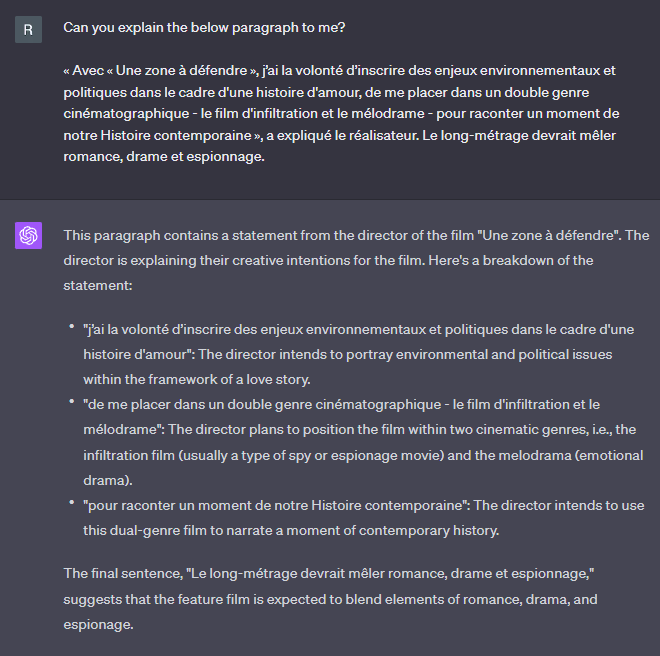 R
Can you explain the below paragraph to me?
« Avec « Une zone à défendre », j'ai la volonté d'inscrire des enjeux environnementaux et
politiques dans le cadre d'une histoire d'amour, de me placer dans un double genre
cinématographique - le film d'infiltration et le mélodrame - pour raconter un moment de
notre Histoire contemporaine », a expliqué le réalisateur. Le long-métrage devrait mêler
romance, drame et espionnage.
This paragraph contains a statement from the director of the film "Une zone à défendre". The
director is explaining their creative intentions for the film. Here's a breakdown of the
statement:
• "j'ai la volonté d'inscrire des enjeux environnementaux et politiques dans le cadre d'une
histoire d'amour": The director intends to portray environmental and political issues
within the framework of a love story.
• "de me placer dans un double genre cinématographique - le film d'infiltration et le
mélodrame": The director plans to position the film within two cinematic genres, i.e., the
infiltration film (usually a type of spy or espionage movie) and the melodrama (emotional
drama).
• "pour raconter un moment de notre Histoire contemporaine": The director intends to use
this dual-genre film to narrate a moment of contemporary history.
The final sentence, "Le long-métrage devrait mêler romance, drame et espionnage,"
suggests that the feature film is expected to blend elements of romance, drama, and
espionage.